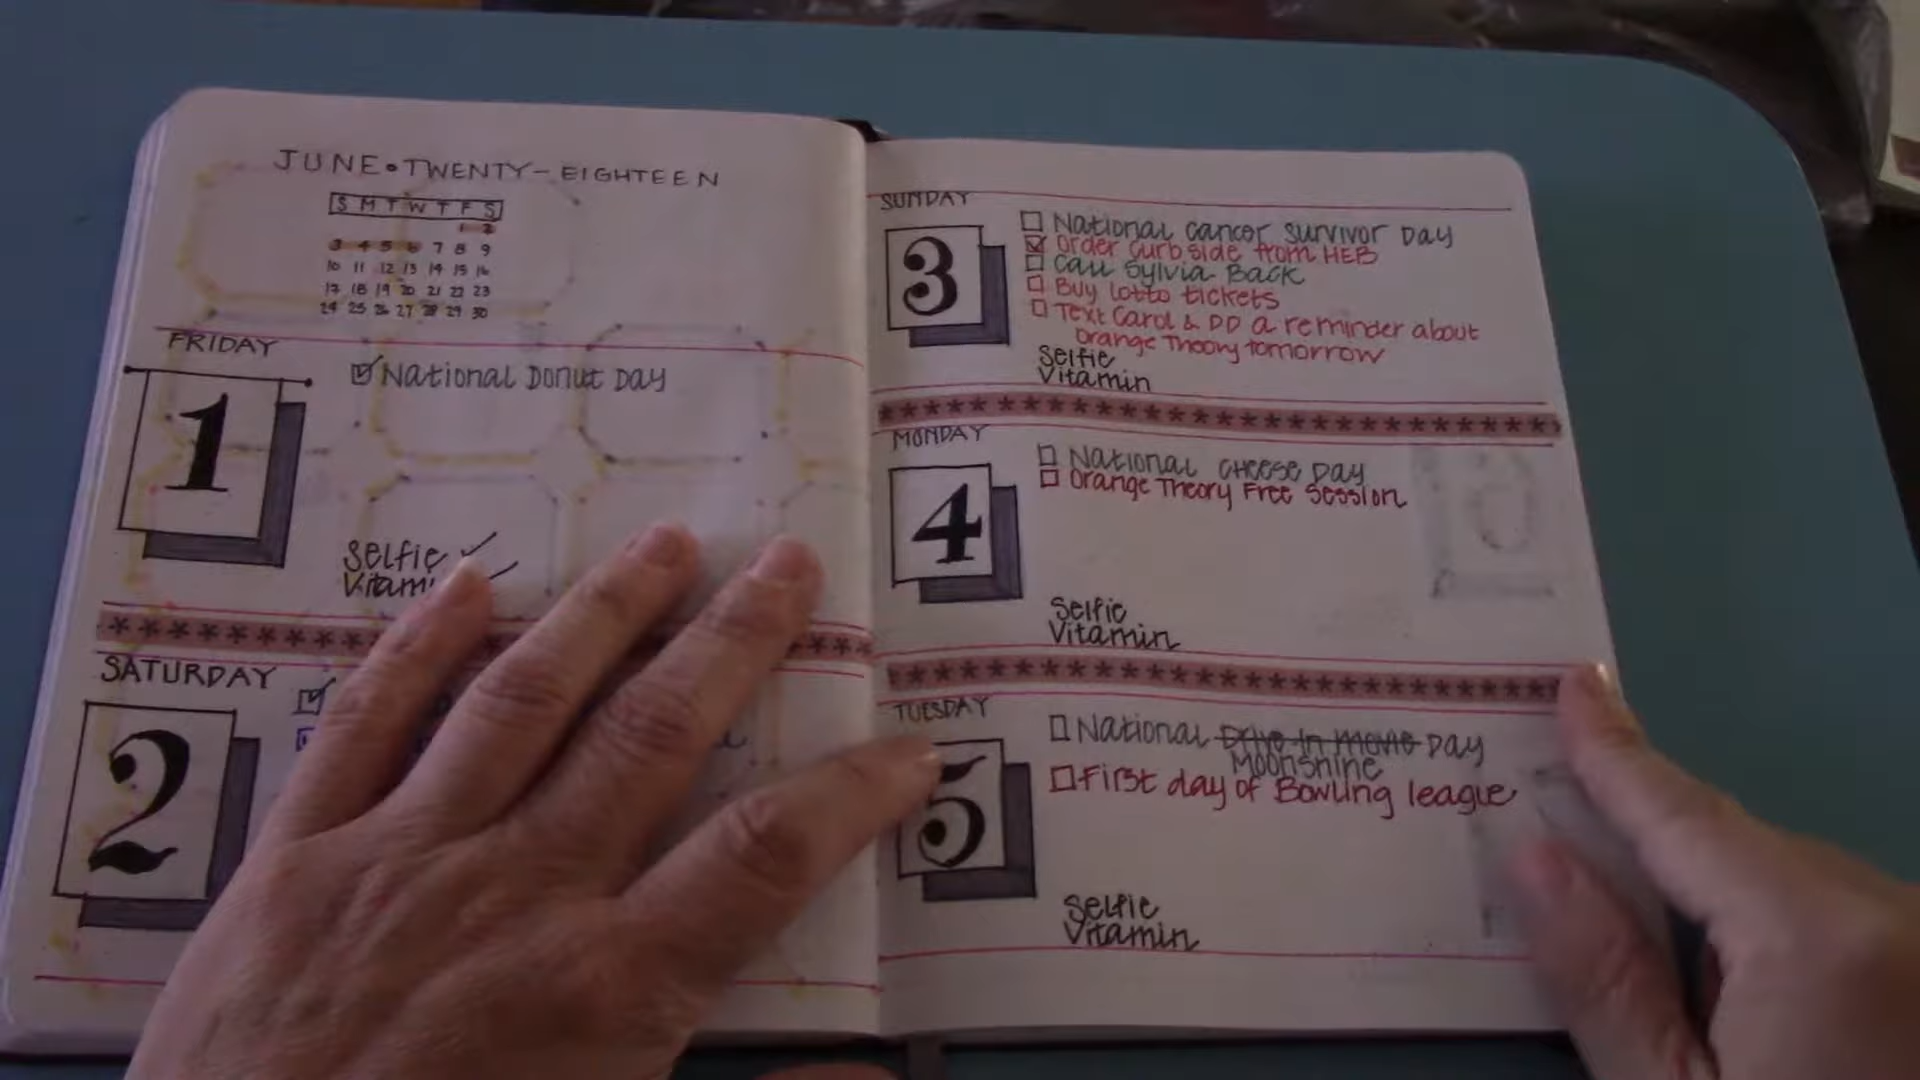 JUNE•TWENTY-EIGHTEEN
S M T W T F S
1 2
3 4 5 6 7 8 9
10 11 12 13 14 15 16
17 18 19 20 21 22 23
24 25 26 27 28 29 30
FRIDAY
1
National Donut Day
Selfie
SATURDAY
2
SUNDAY
3
National Cancer Survivor Day
Order Curbside from HEB
Call Sylvia Back
Buy lotto tickets
Text Carol & DD a reminder about
Orange Theory tomorrow
Selfie
Vitamin
***************************
MONDAY
4
National Cheese Day
Orange Theory Free Session
Selfie
Vitamin
TUESDAY
5
National Drive In Movie Day
Moonshine
First day of Bowling league
Selfie
Vitamin